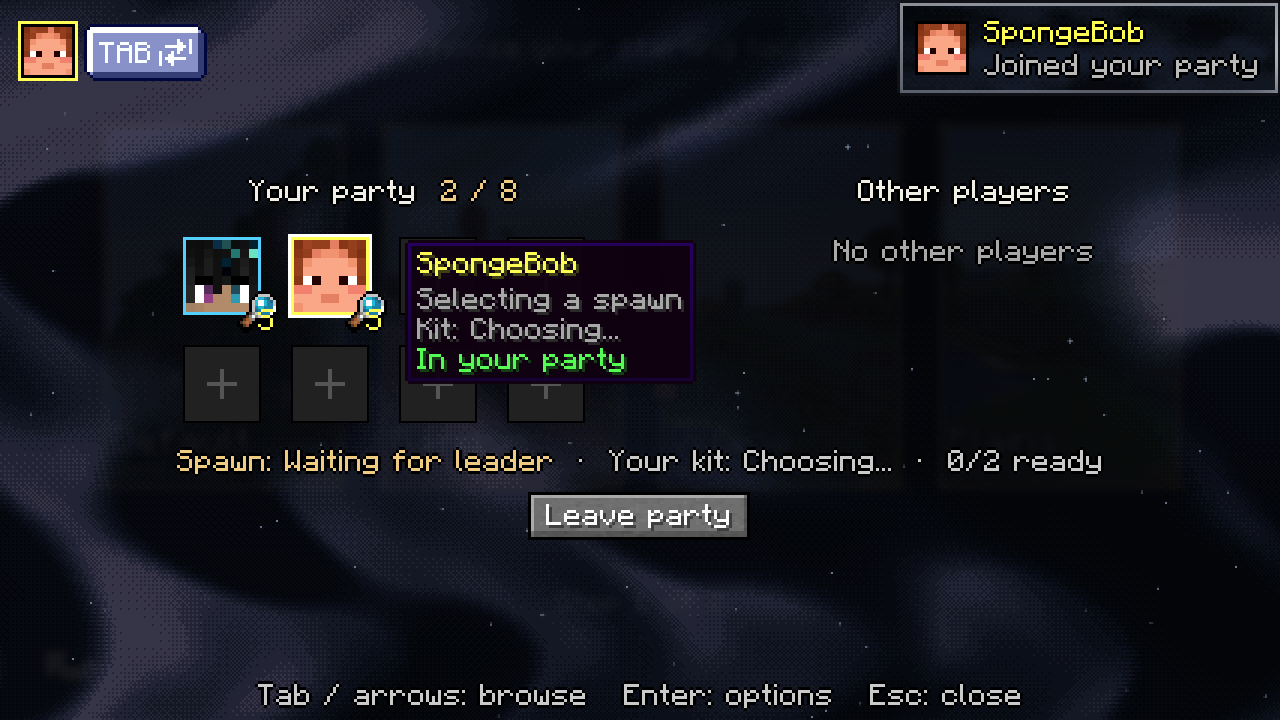 TAB
SpongeBob
Joined your party
Your party 2 / 8
Other players
No other players
SpongeBob
Selecting a spawn
Kit: Choosing...
In your party
Spawn: Waiting for leader · Your kit: Choosing... · 0/2 ready
Leave party
Tab / arrows: browse Enter: options Esc: close